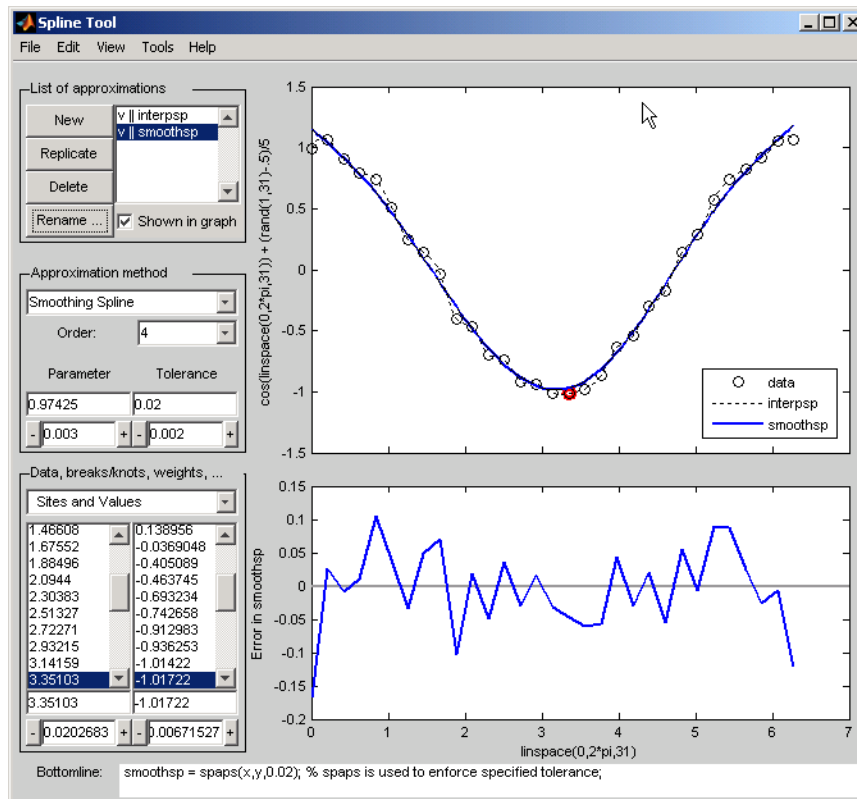 Spline Tool
File Edit View Tools Help
List of approximations
New
Replicate
Delete
Rename ...
v || interpsp
v || smoothsp
Shown in graph
Approximation method
Smoothing Spline
Order: 4
Parameter Tolerance
0.97425 0.02
- 0.003 + - 0.002 +
Data, breaks/knots, weights, ...
Sites and Values
1.46608 0.138956
1.67552 -0.0369048
1.88496 -0.405089
2.0944 -0.463745
2.30383 -0.693234
2.51327 -0.742658
2.72271 -0.912983
2.93215 -0.936253
3.14159 -1.01422
3.35103 -1.01722
3.35103 -1.01722
- 0.0202683 + - 0.00671527 +
1.5
1
0.5
0
-0.5
-1
-1.5
cos(linspace(0,2*pi,31)) + (rand(1,31)-.5)/5
data
interpsp
smoothsp
0.15
0.1
0.05
0
-0.05
-0.1
-0.15
-0.2
Error in smoothsp
0 1 2 3 4 5 6 7
linspace(0,2*pi,31)
Bottomline: smoothsp = spaps(x,y,0.02); % spaps is used to enforce specified tolerance;